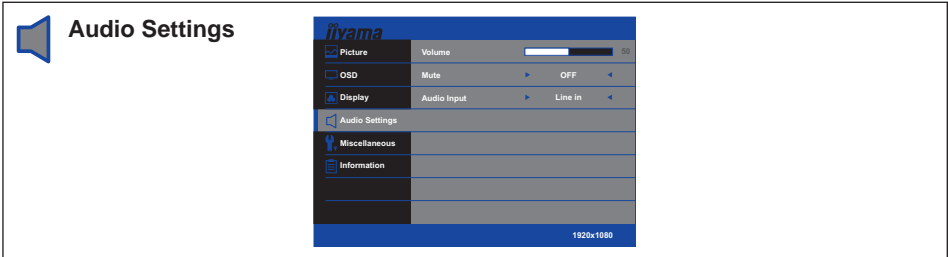 Audio Settings
iiyama
Picture
Volume 50
OSD
Mute OFF
Display
Audio Input Line in
Audio Settings
Miscellaneous
Information
1920x1080